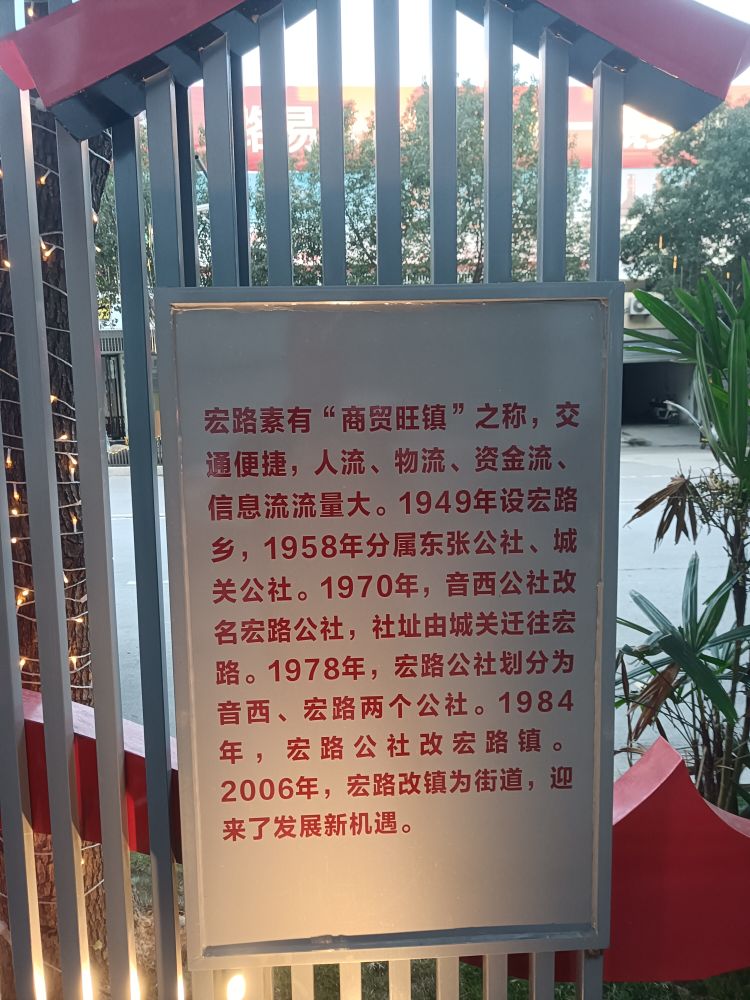 易
宏路素有“商贸旺镇”之称，交
通便捷，人流、物流、资金流、
信息流流量大。1949年设宏路
乡，1958年分属东张公社、城
关公社。1970年，音西公社改
名宏路公社，社址由城关迁往宏
路。1978年，宏路公社划分为
音西、宏路两个公社。1984
年，宏路公社改宏路镇。
2006年，宏路改镇为街道，迎
来了发展新机遇。